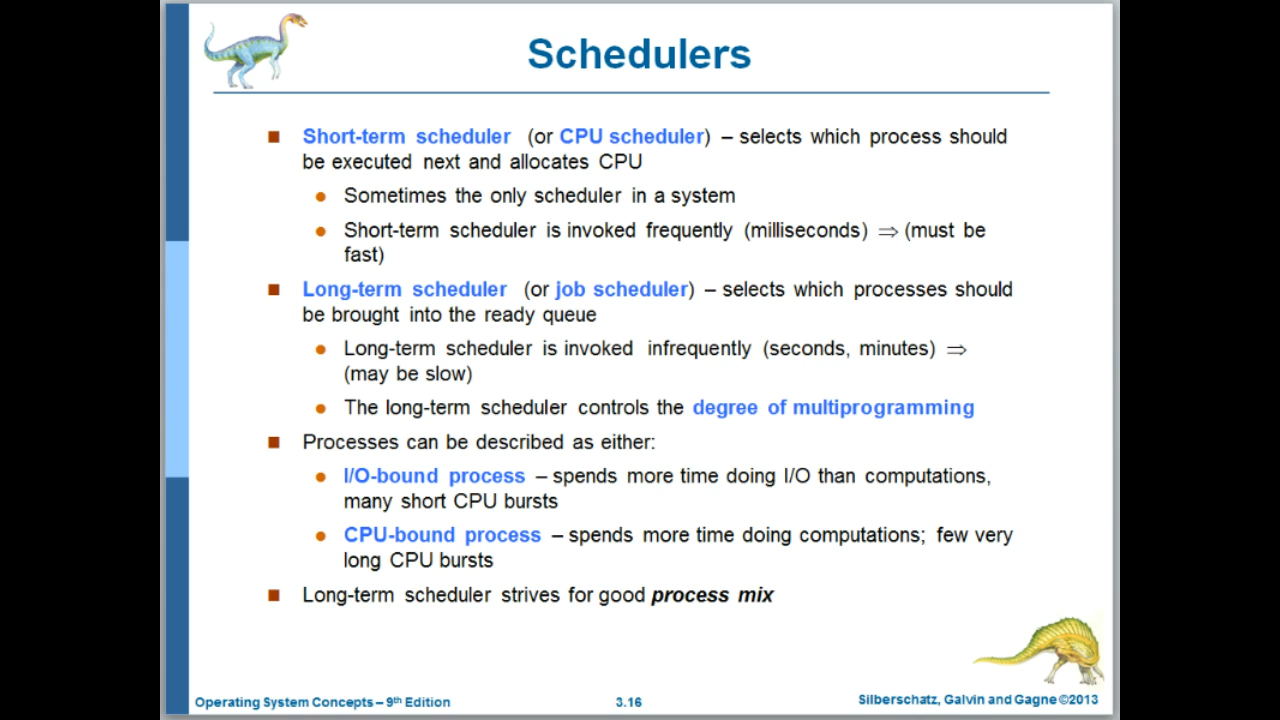 Schedulers
■ Short-term scheduler (or CPU scheduler) – selects which process should
be executed next and allocates CPU
● Sometimes the only scheduler in a system
● Short-term scheduler is invoked frequently (milliseconds) ⇒ (must be
fast)
■ Long-term scheduler (or job scheduler) – selects which processes should
be brought into the ready queue
● Long-term scheduler is invoked infrequently (seconds, minutes) ⇒
(may be slow)
● The long-term scheduler controls the degree of multiprogramming
■ Processes can be described as either:
● I/O-bound process – spends more time doing I/O than computations,
many short CPU bursts
● CPU-bound process – spends more time doing computations; few very
long CPU bursts
■ Long-term scheduler strives for good process mix
Operating System Concepts – 9th Edition
3.16
Silberschatz, Galvin and Gagne ©2013